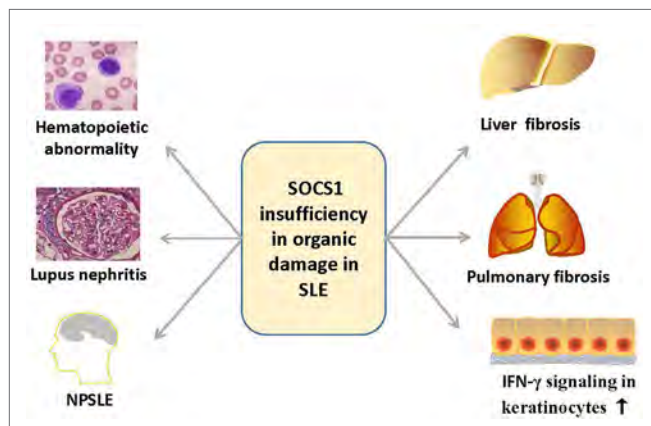 Hematopoietic
abnormality
Lupus nephritis
NPSLE
SOCS1
insufficiency
in organic
damage in
SLE
Liver fibrosis
Pulmonary fibrosis
IFN-γ signaling in
keratinocytes ↑